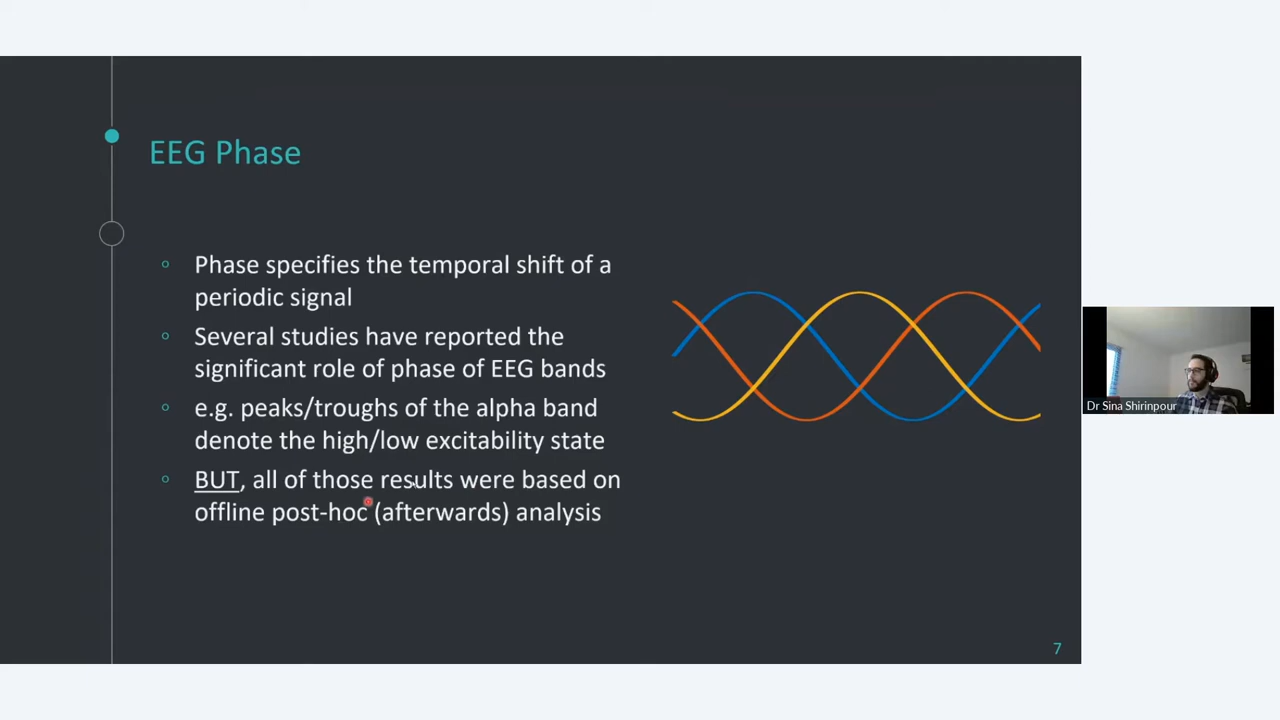 EEG Phase
Phase specifies the temporal shift of a
periodic signal
Several studies have reported the
significant role of phase of EEG bands
e.g. peaks/troughs of the alpha band
denote the high/low excitability state
BUT, all of those results were based on
offline post-hoc (afterwards) analysis
Dr Sina Shirinpour
7